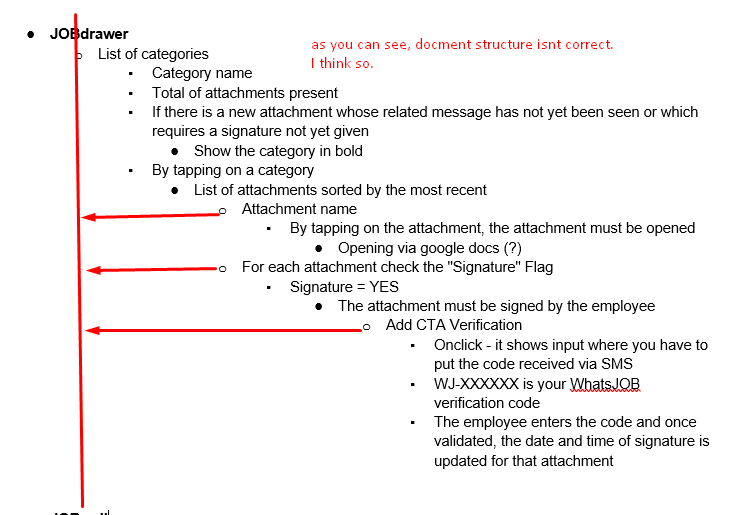 JOBdrawer
as you can see, docment structure isnt correct.
I think so.
List of categories
Category name
Total of attachments present
If there is a new attachment whose related message has not yet been seen or which
requires a signature not yet given
Show the category in bold
By tapping on a category
List of attachments sorted by the most recent
Attachment name
By tapping on the attachment, the attachment must be opened
Opening via google docs (?)
For each attachment check the "Signature" Flag
Signature = YES
The attachment must be signed by the employee
Add CTA Verification
Onclick - it shows input where you have to
put the code received via SMS
WJ-XXXXXX is your WhatsJOB
verification code
The employee enters the code and once
validated, the date and time of signature is
updated for that attachment